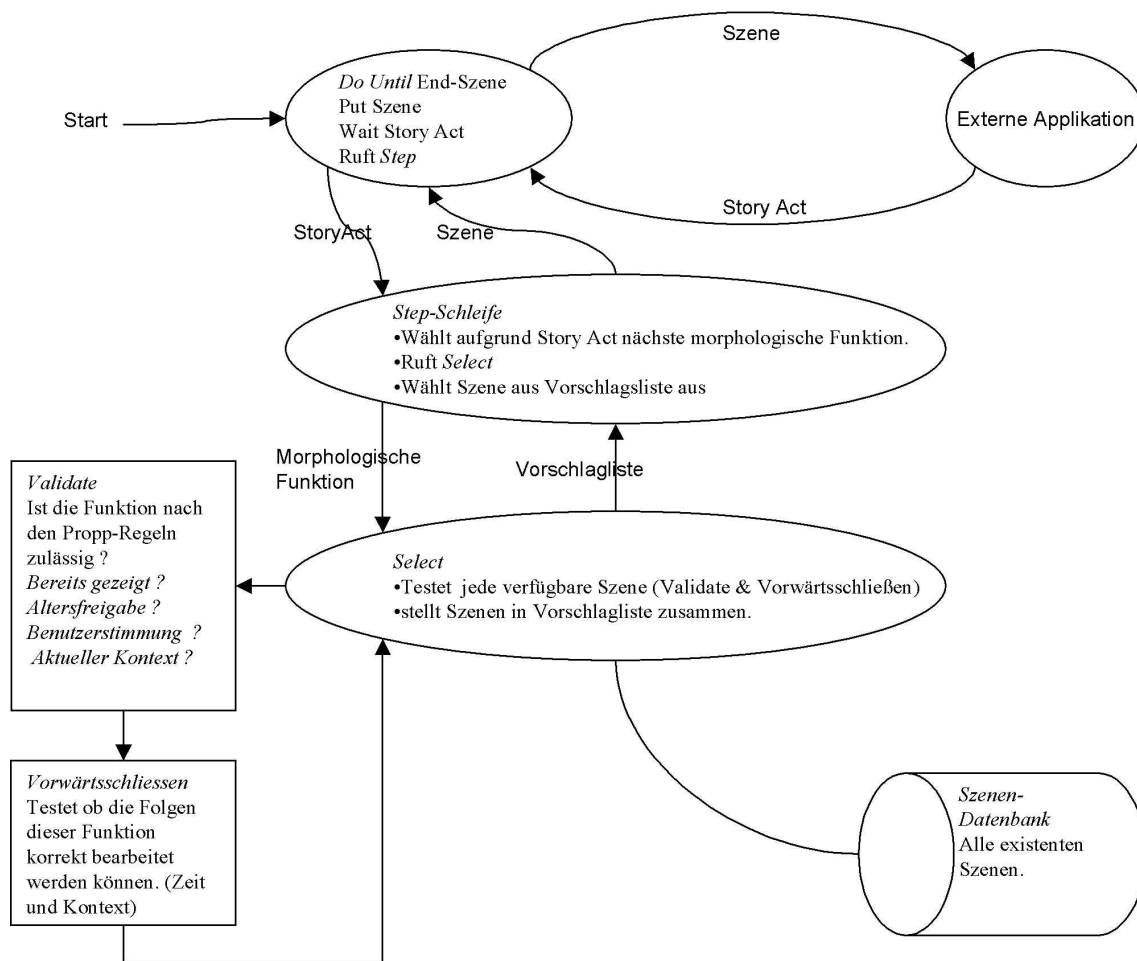 Szene
Do Until End-Szene
Put Szene
Wait Story Act
Ruft Step
Start
Externe Applikation
Story Act
StoryAct
Szene
Step-Schleife
•Wählt aufgrund Story Act nächste morphologische Funktion.
•Ruft Select
•Wählt Szene aus Vorschlagsliste aus
Morphologische
Funktion
Vorschlagliste
Validate
Ist die Funktion nach
den Propp-Regeln
zulässig ?
Bereits gezeigt ?
Altersfreigabe ?
Benutzerstimmung ?
Aktueller Kontext ?
Select
•Testet jede verfügbare Szene (Validate & Vorwärtsschließen)
•stellt Szenen in Vorschlagliste zusammen.
Vorwärtsschliessen
Testet ob die Folgen
dieser Funktion
korrekt bearbeitet
werden können. (Zeit
und Kontext)
Szenen-
Datenbank
Alle existenten
Szenen.